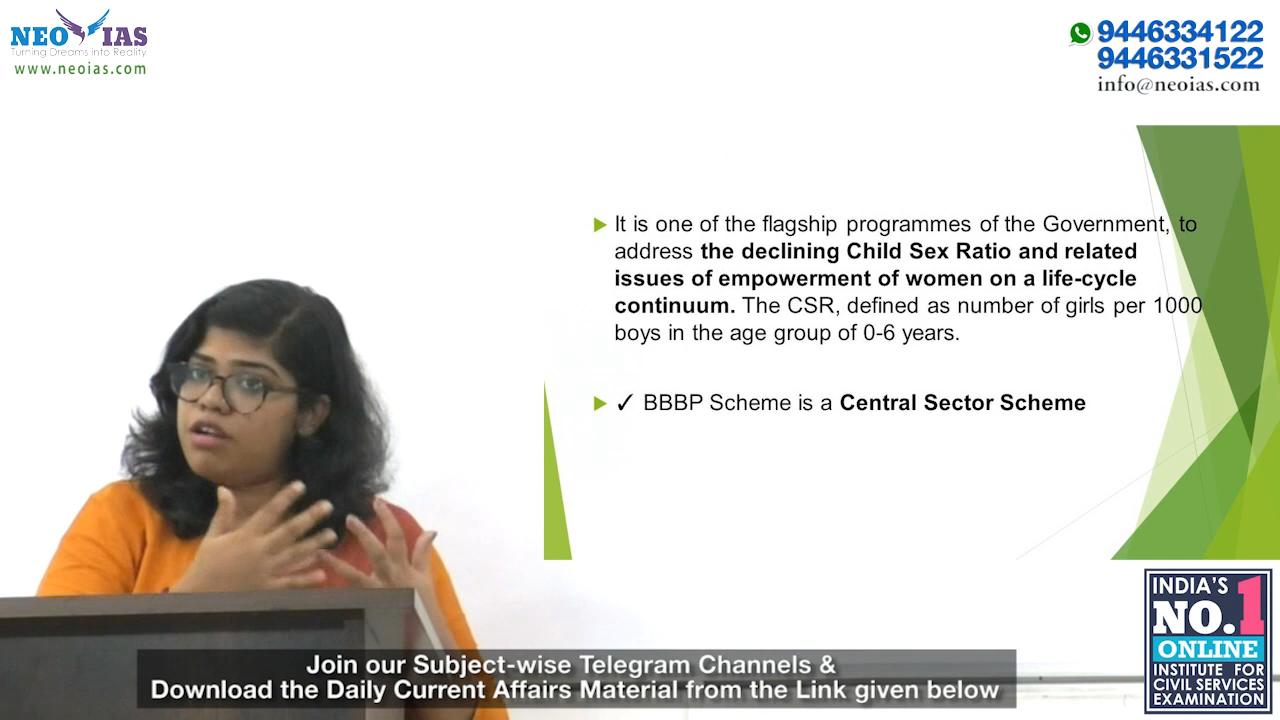 NEO IAS
Turning Dreams into Reality
www.neoias.com
9446334122
9446331522
info@neoias.com
It is one of the flagship programmes of the Government, to
address the declining Child Sex Ratio and related
issues of empowerment of women on a life-cycle
continuum. The CSR, defined as number of girls per 1000
boys in the age group of 0-6 years.
✓ BBBP Scheme is a Central Sector Scheme
Join our Subject-wise Telegram Channels &
Download the Daily Current Affairs Material from the Link given below
INDIA'S
NO.1
ONLINE
INSTITUTE FOR
CIVIL SERVICES
EXAMINATION